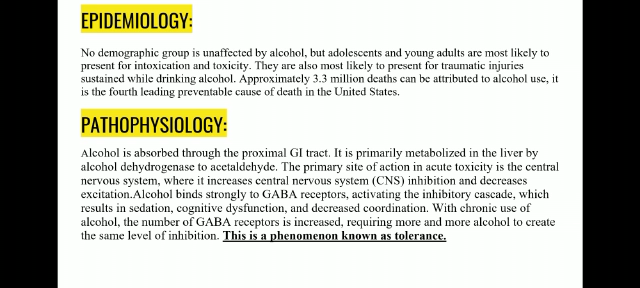 EPIDEMIOLOGY:
No demographic group is unaffected by alcohol, but adolescents and young adults are most likely to
present for intoxication and toxicity. They are also most likely to present for traumatic injuries
sustained while drinking alcohol. Approximately 3.3 million deaths can be attributed to alcohol use, it
is the fourth leading preventable cause of death in the United States.
PATHOPHYSIOLOGY:
Alcohol is absorbed through the proximal GI tract. It is primarily metabolized in the liver by
alcohol dehydrogenase to acetaldehyde. The primary site of action in acute toxicity is the central
nervous system, where it increases central nervous system (CNS) inhibition and decreases
excitation.Alcohol binds strongly to GABA receptors, activating the inhibitory cascade, which
results in sedation, cognitive dysfunction, and decreased coordination. With chronic use of
alcohol, the number of GABA receptors is increased, requiring more and more alcohol to create
the same level of inhibition. This is a phenomenon known as tolerance.